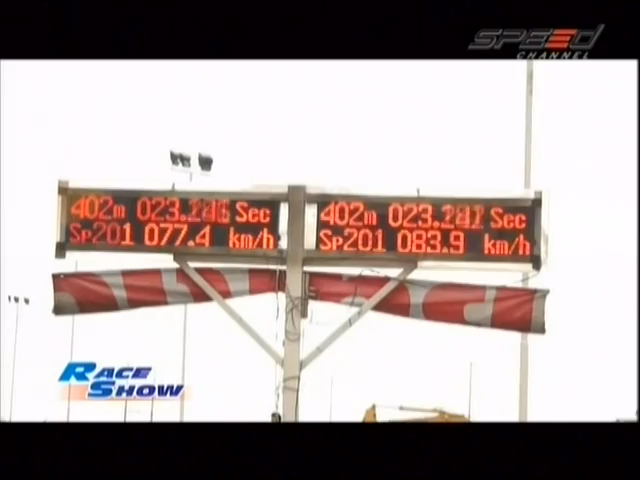 SPEED
CHANNEL
402m Sec
Sp201 077.4 km/h
402m Sec
Sp201 083.9 km/h
RACE
SHOW